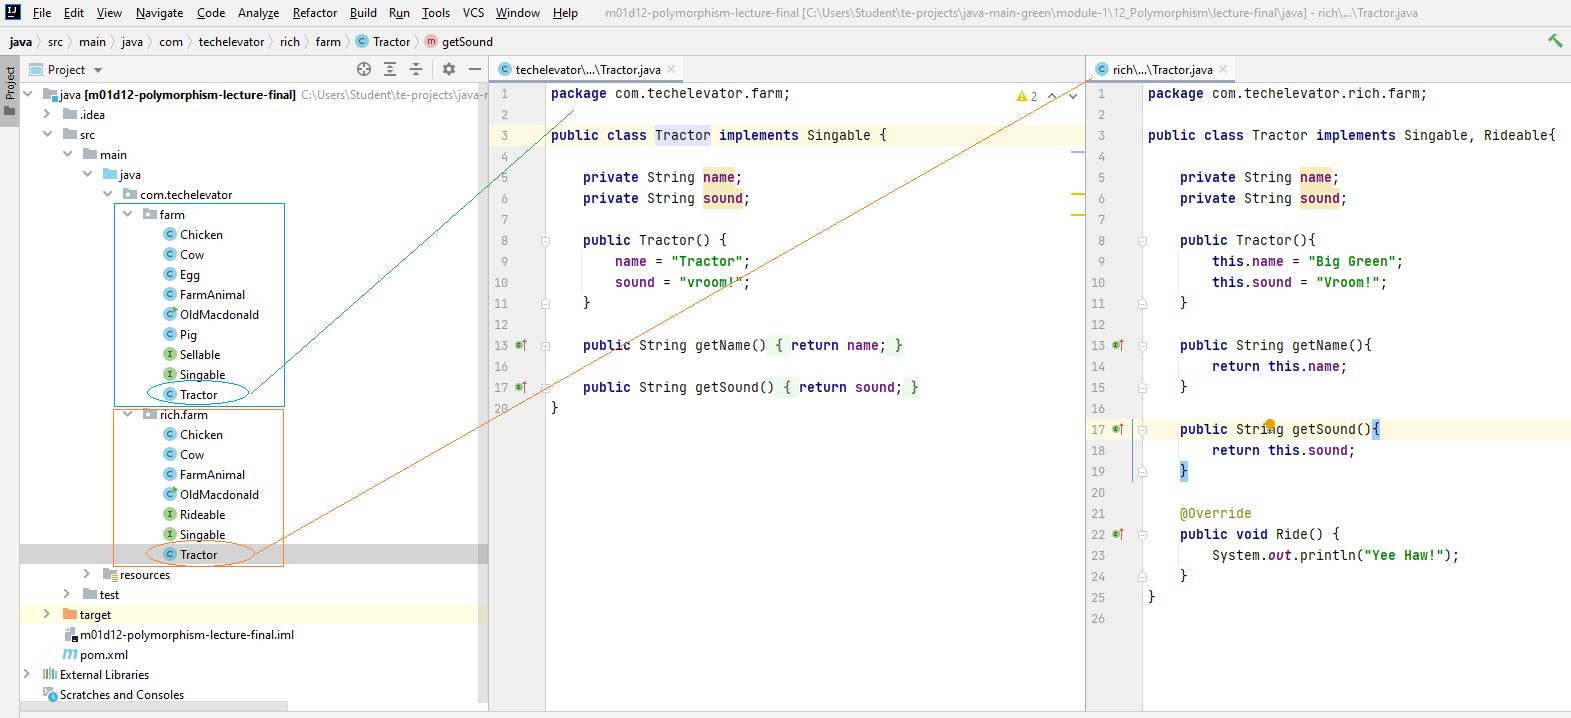 File Edit View Navigate Code Analyze Refactor Build Run Tools VCS Window Help m01d12-polymorphism-lecture-final [C:\Users\Student\te-projects\java-main-green\module-1\12_Polymorphism\lecture-final\java] - rich\...\Tractor.java
java src main java com techelevator rich farm Tractor getSound
Project
Project
java [m01d12-polymorphism-lecture-final] C:\Users\Student\te-projects\java-r
.idea
src
main
java
com.techelevator
farm
Chicken
Cow
Egg
FarmAnimal
OldMacdonald
Pig
Sellable
Singable
Tractor
rich.farm
Chicken
Cow
FarmAnimal
OldMacdonald
Rideable
Singable
Tractor
resources
test
target
m01d12-polymorphism-lecture-final.iml
pom.xml
External Libraries
Scratches and Consoles
techelevator\...\Tractor.java
2
1 package com.techelevator.farm;
2
3 public class Tractor implements Singable {
4
5 private String name;
6 private String sound;
7
8 public Tractor() {
9 name = "Tractor";
10 sound = "vroom!";
11 }
12
13 public String getName() { return name; }
16
17 public String getSound() { return sound; }
20 }
rich\...\Tractor.java
1 package com.techelevator.rich.farm;
2
3 public class Tractor implements Singable, Rideable{
4
5 private String name;
6 private String sound;
7
8 public Tractor(){
9 this.name = "Big Green";
10 this.sound = "Vroom!";
11 }
12
13 public String getName(){
14 return this.name;
15 }
16
17 public String getSound(){
18 return this.sound;
19 }
20
21 @Override
22 public void Ride() {
23 System.out.println("Yee Haw!");
24 }
25 }
26